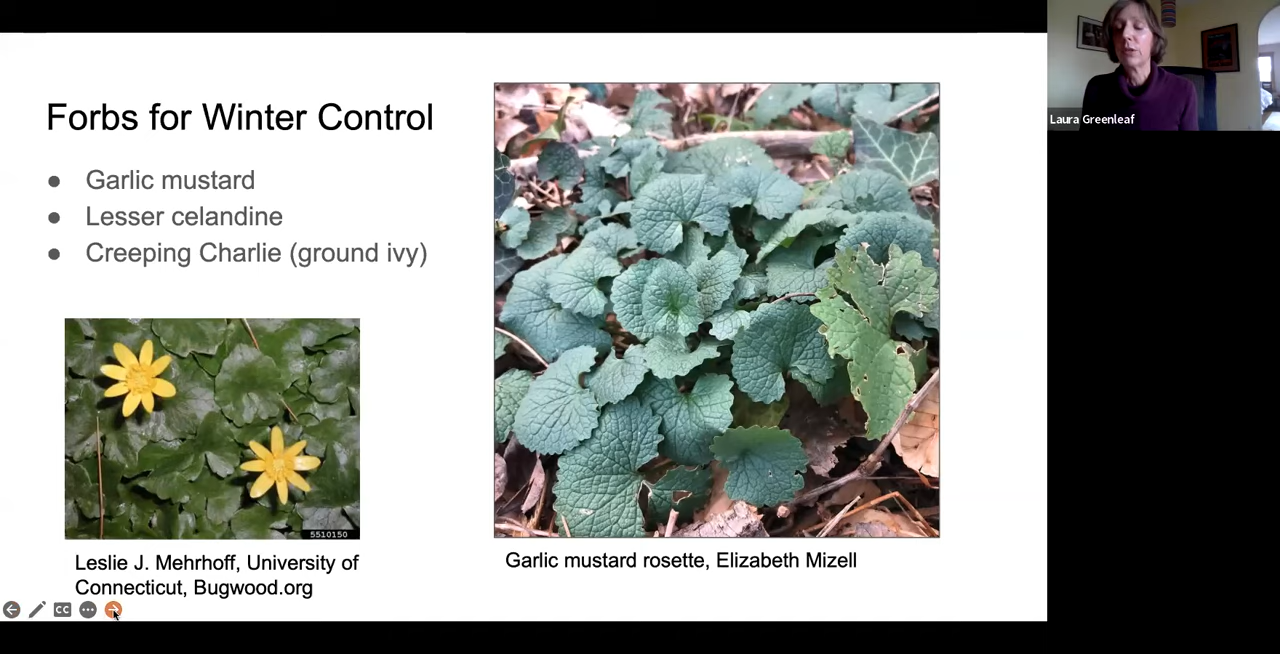 Forbs for Winter Control
● Garlic mustard
● Lesser celandine
● Creeping Charlie (ground ivy)
5510150
Leslie J. Mehrhoff, University of
Connecticut, Bugwood.org
Garlic mustard rosette, Elizabeth Mizell
CC
Laura Greenleaf